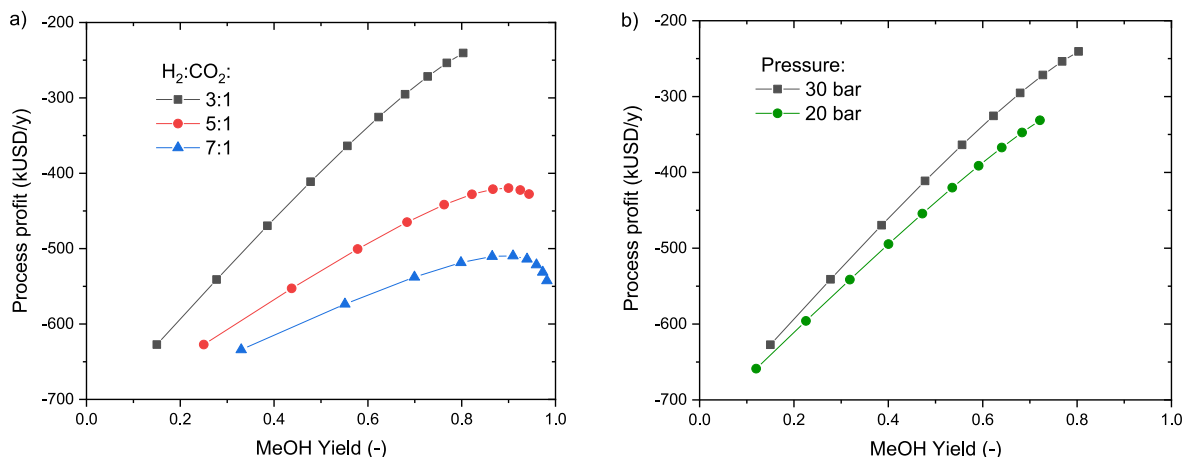 a)
H₂:CO₂:
3:1
5:1
7:1
Process profit (kUSD/y)
-200
-300
-400
-500
-600
-700
0.0 0.2 0.4 0.6 0.8 1.0
MeOH Yield (-)
b)
Pressure:
30 bar
20 bar
Process profit (kUSD/y)
-200
-300
-400
-500
-600
-700
0.0 0.2 0.4 0.6 0.8 1.0
MeOH Yield (-)